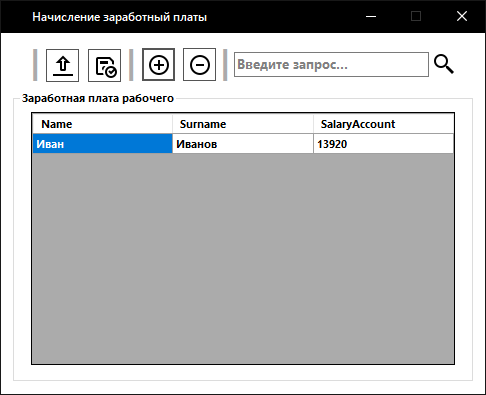 Начисление заработный платы
Введите запрос...
Заработная плата рабочего
Name Surname SalaryAccount
Иван Иванов 13920